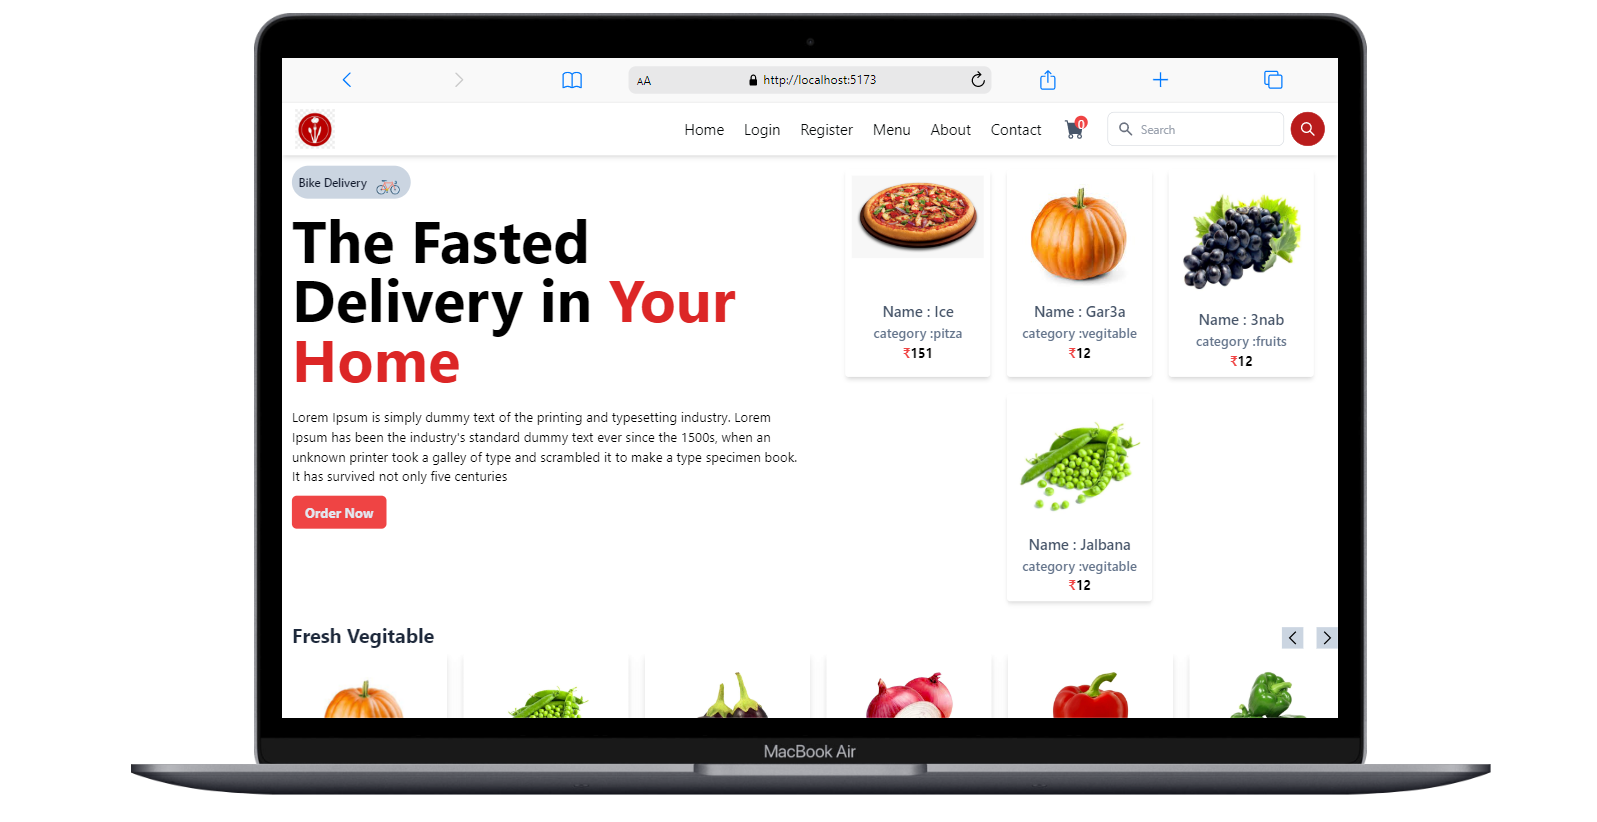 AA
http://localhost:5173
Home Login Register Menu About Contact 0 Search
Bike Delivery
The Fasted
Delivery in Your
Home
Lorem Ipsum is simply dummy text of the printing and typesetting industry. Lorem
Ipsum has been the industry's standard dummy text ever since the 1500s, when an
unknown printer took a galley of type and scrambled it to make a type specimen book.
It has survived not only five centuries
Order Now
Name : Ice
category :pitza
₹151
Name : Gar3a
category :vegitable
₹12
Name : 3nab
category :fruits
₹12
Name : Jalbana
category :vegitable
₹12
Fresh Vegitable
MacBook Air